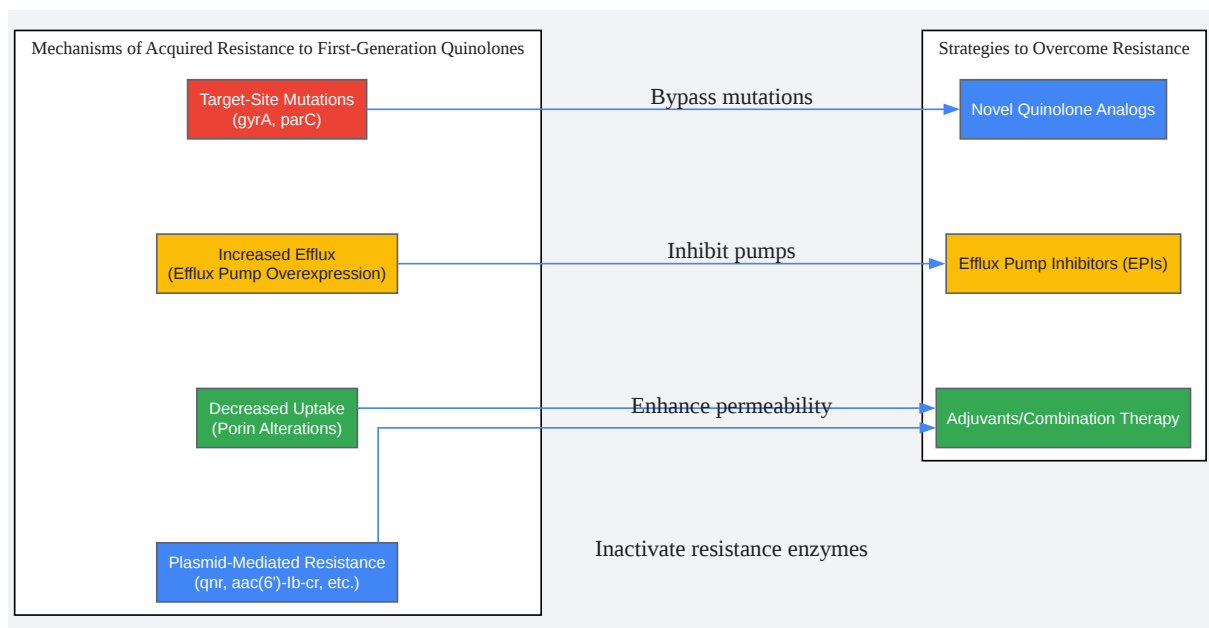 Mechanisms of Acquired Resistance to First-Generation Quinolones
Strategies to Overcome Resistance
Target-Site Mutations
(gyrA, parC)
Bypass mutations
Novel Quinolone Analogs
Increased Efflux
(Efflux Pump Overexpression)
Inhibit pumps
Efflux Pump Inhibitors (EPIs)
Decreased Uptake
(Porin Alterations)
Enhance permeability
Adjuvants/Combination Therapy
Plasmid-Mediated Resistance
(qnr, aac(6')-Ib-cr, etc.)
Inactivate resistance enzymes